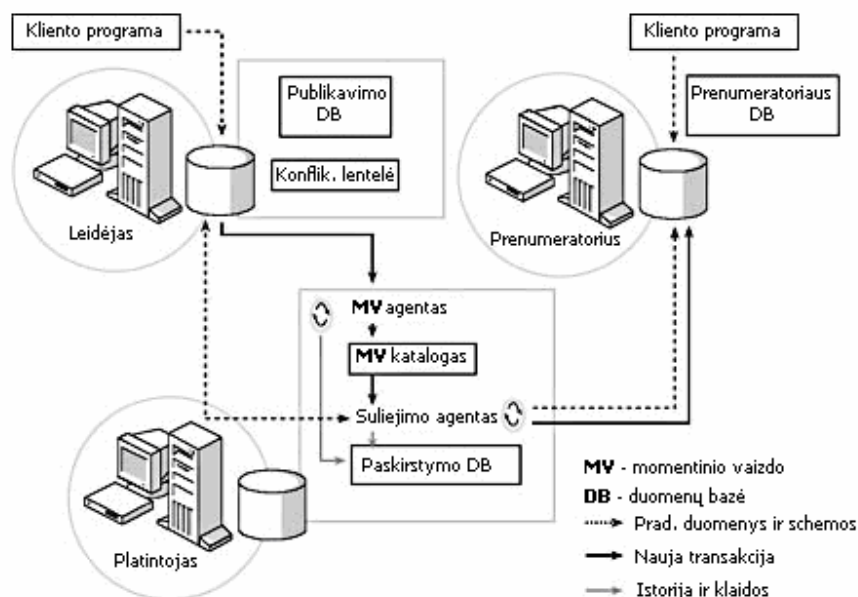 Kliento programa
Kliento programa
Publikavimo
DB
Konflik. lentelė
Leidėjas
Prenumeratoriaus
DB
Prenumeratorius
MV agentas
MV katalogas
Suliejimo agentas
Paskirstymo DB
Platintojas
MV - momentinio vaizdo
DB - duomenų bazė
Prad. duomenys ir schemos
Nauja transakcija
Istorija ir klaidos